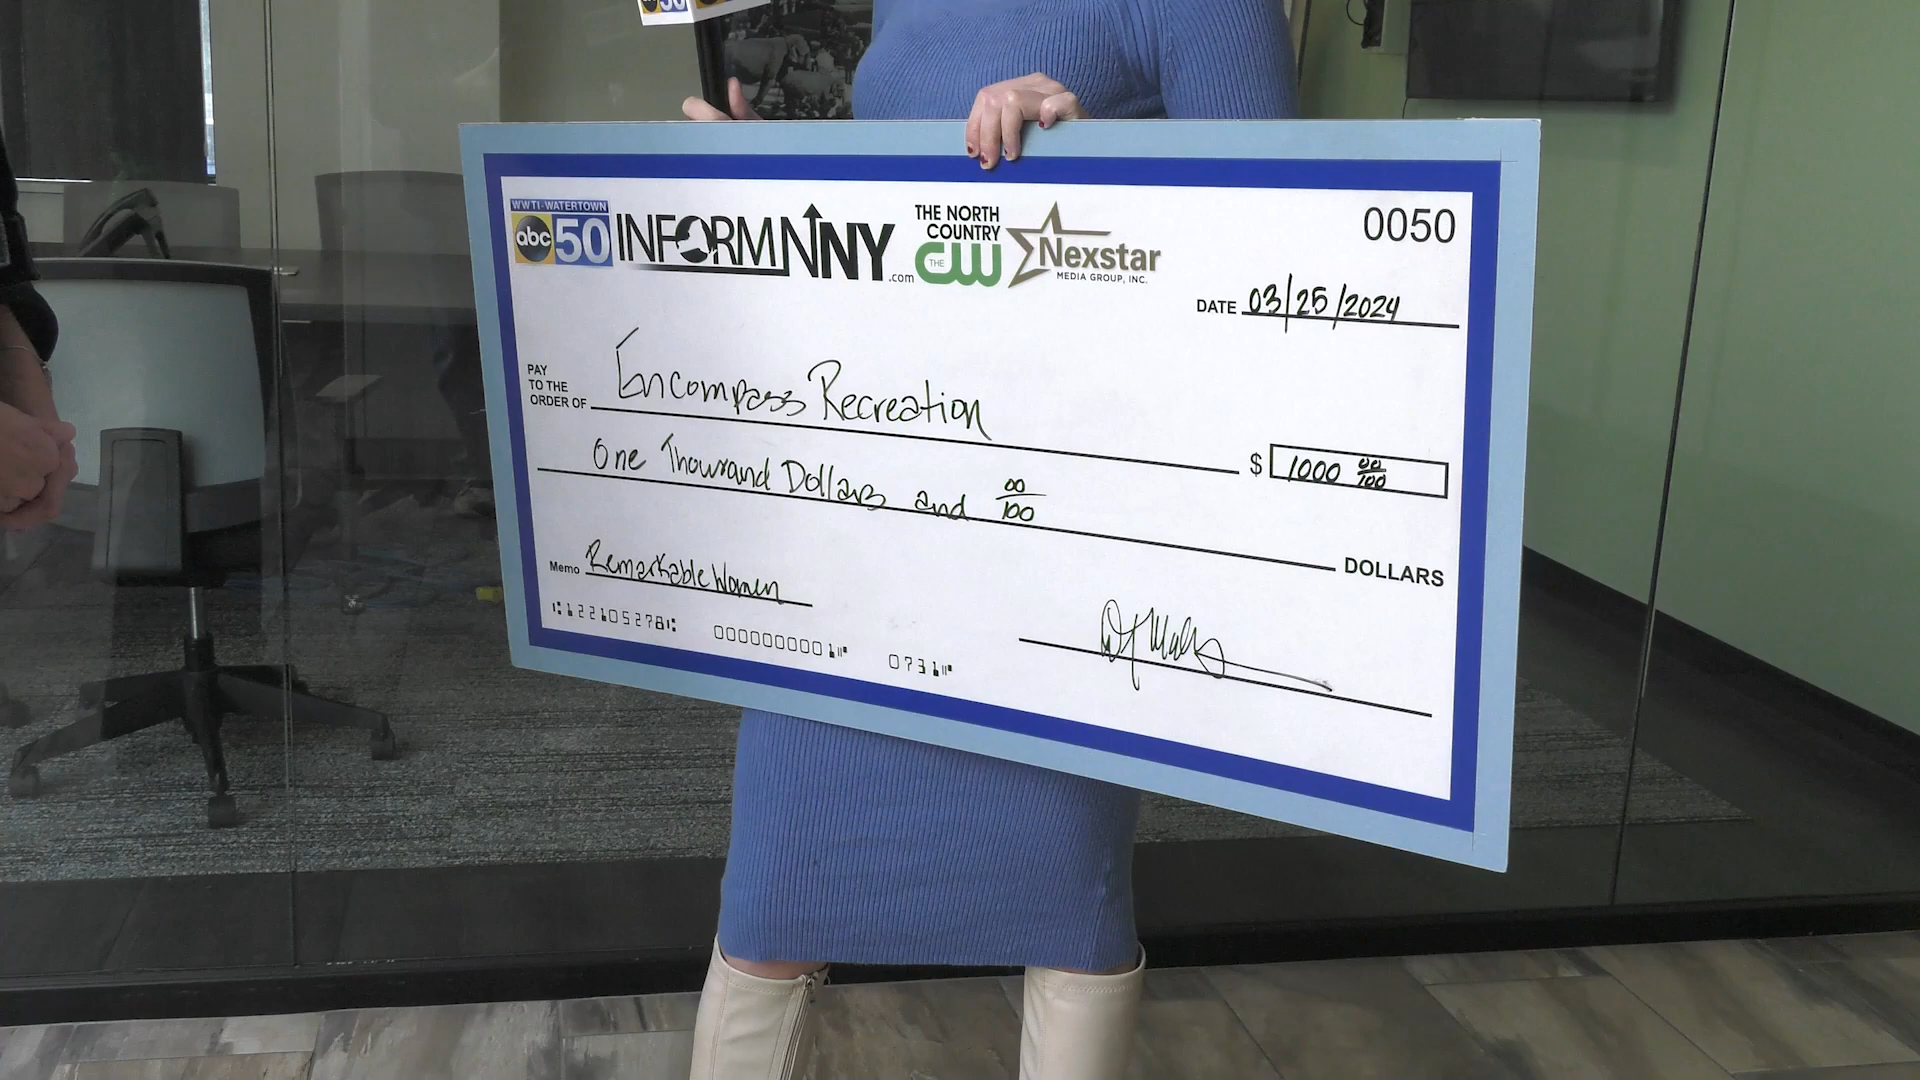 50
WWTI-WATERTOWN
abc 50
INFORMNNY.com
THE NORTH COUNTRY
THE CW
Nexstar
MEDIA GROUP, INC.
0050
DATE 03/25/2024
PAY TO THE ORDER OF Encompass Recreation
$ 1000 00/100
One Thousand Dollars and 00/100 DOLLARS
Memo Remarkable Women
122105278 0000000001 0731